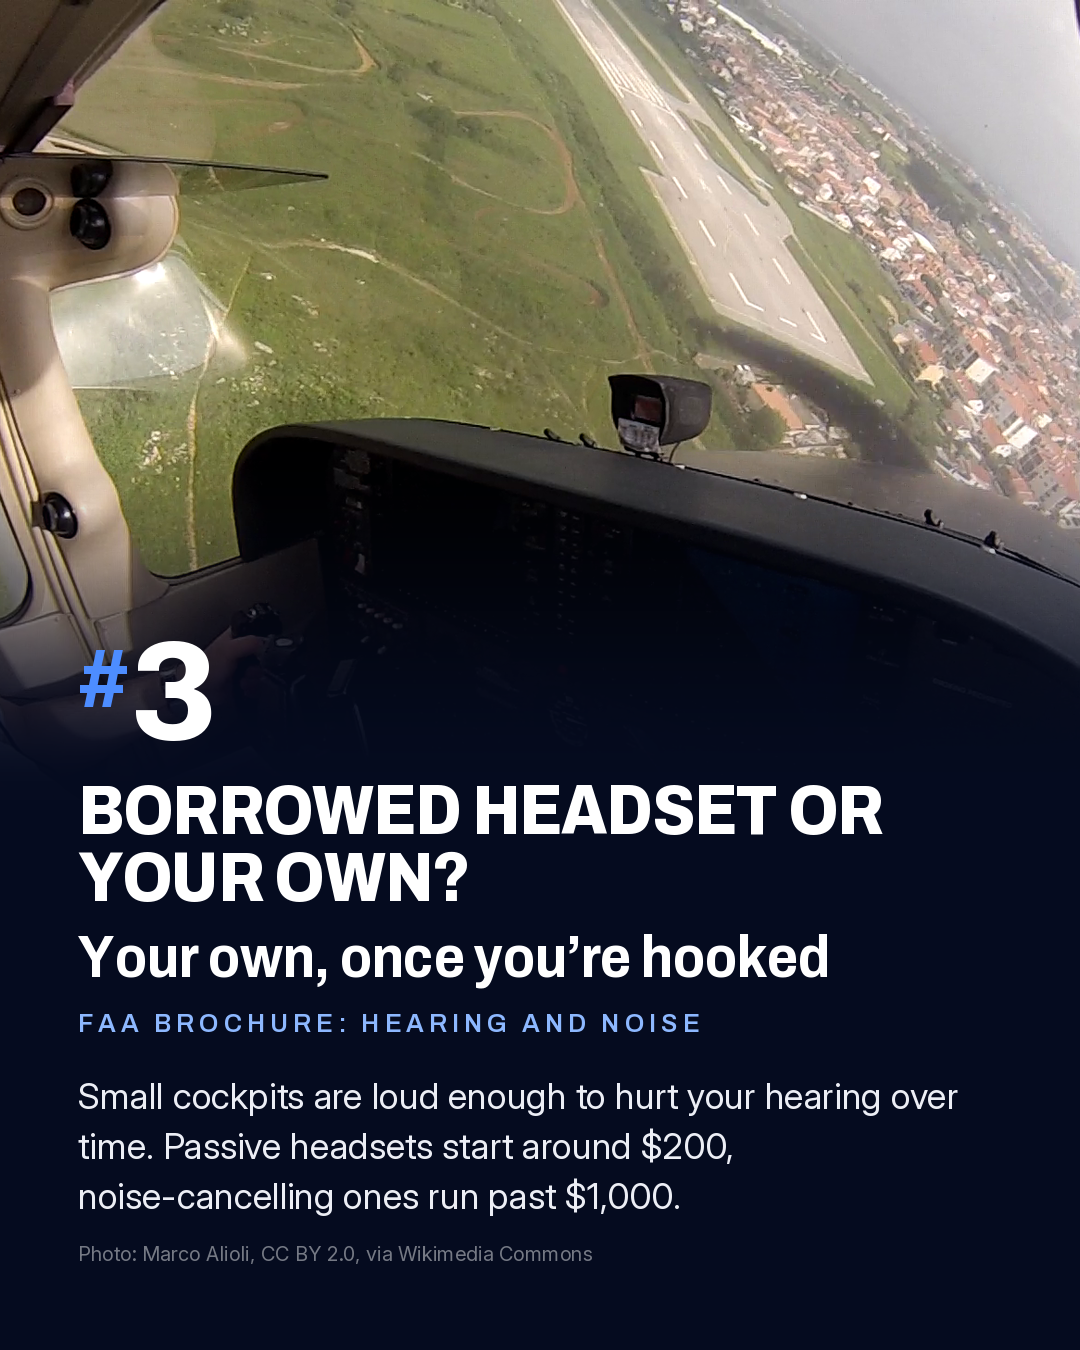 #3
BORROWED HEADSET OR
YOUR OWN?
Your own, once you’re hooked
FAA BROCHURE: HEARING AND NOISE
Small cockpits are loud enough to hurt your hearing over
time. Passive headsets start around $200,
noise-cancelling ones run past $1,000.
Photo: Marco Alioli, CC BY 2.0, via Wikimedia Commons